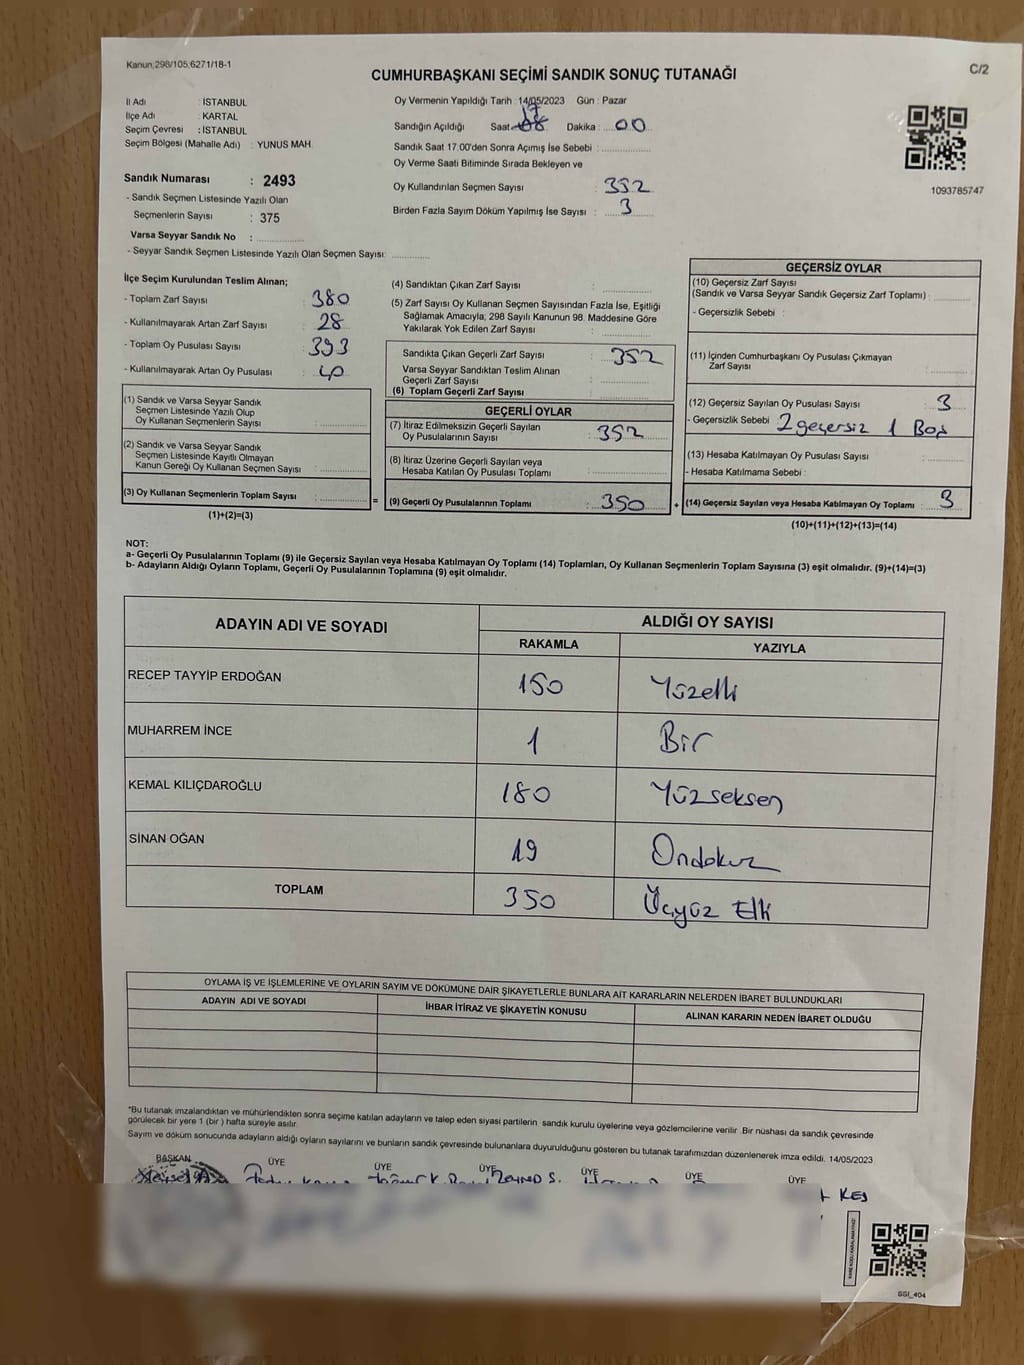 Kanun;298/105;6271/18-1
C/2
CUMHURBAŞKANI SEÇİMİ SANDIK SONUÇ TUTANAĞI
İl Adı : İSTANBUL
İlçe Adı : KARTAL
Seçim Çevresi : İSTANBUL
Seçim Bölgesi (Mahalle Adı) : YUNUS MAH.
Sandık Numarası : 2493
- Sandık Seçmen Listesinde Yazılı Olan
Seçmenlerin Sayısı : 375
Varsa Seyyar Sandık No :
- Seyyar Sandık Seçmen Listesinde Yazılı Olan Seçmen Sayısı:
Oy Vermenin Yapıldığı Tarih : 14/05/2023 Gün : Pazar
Sandığın Açıldığı Saat 17 Dakika : 00
Sandık Saat 17:00'den Sonra Açımış İse Sebebi :
Oy Verme Saati Bitiminde Sırada Bekleyen ve
Oy Kullandırılan Seçmen Sayısı : 352
Birden Fazla Sayım Döküm Yapılmış İse Sayısı : 3
1093785747
İlçe Seçim Kurulundan Teslim Alınan;
- Toplam Zarf Sayısı : 380
- Kullanılmayarak Artan Zarf Sayısı : 28
- Toplam Oy Pusulası Sayısı : 393
- Kullanılmayarak Artan Oy Pusulası :
(1) Sandık ve Varsa Seyyar Sandık
Seçmen Listesinde Yazılı Olup
Oy Kullanan Seçmenlerin Sayısı :
(2) Sandık ve Varsa Seyyar Sandık
Seçmen Listesinde Kayıtlı Olmayan
Kanun Gereği Oy Kullanan Seçmen Sayısı :
(3) Oy Kullanan Seçmenlerin Toplam Sayısı :
(1)+(2)=(3)
=
(4) Sandıktan Çıkan Zarf Sayısı :
(5) Zarf Sayısı Oy Kullanan Seçmen Sayısından Fazla İse, Eşitliği
Sağlamak Amacıyla; 298 Sayılı Kanunun 98. Maddesine Göre
Yakılarak Yok Edilen Zarf Sayısı :
Sandıkta Çıkan Geçerli Zarf Sayısı : 352
Varsa Seyyar Sandıktan Teslim Alınan
Geçerli Zarf Sayısı :
(6) Toplam Geçerli Zarf Sayısı :
GEÇERLİ OYLAR
(7) İtiraz Edilmeksizin Geçerli Sayılan
Oy Pusulalarının Sayısı : 352
(8) İtiraz Üzerine Geçerli Sayılan veya
Hesaba Katılan Oy Pusulası Toplamı :
(9) Geçerli Oy Pusulalarının Toplamı : 350
+
GEÇERSİZ OYLAR
(10) Geçersiz Zarf Sayısı
(Sandık ve Varsa Seyyar Sandık Geçersiz Zarf Toplamı) :
- Geçersizlik Sebebi :
(11) İçinden Cumhurbaşkanı Oy Pusulası Çıkmayan
Zarf Sayısı :
(12) Geçersiz Sayılan Oy Pusulası Sayısı : 3
- Geçersizlik Sebebi : 2 geçersiz 1 Boş
(13) Hesaba Katılmayan Oy Pusulası Sayısı :
- Hesaba Katılmama Sebebi :
(14) Geçersiz Sayılan veya Hesaba Katılmayan Oy Toplamı : 3
(10)+(11)+(12)+(13)=(14)
NOT:
a- Geçerli Oy Pusulalarının Toplamı (9) ile Geçersiz Sayılan veya Hesaba Katılmayan Oy Toplamı (14) Toplamları, Oy Kullanan Seçmenlerin Toplam Sayısına (3) eşit olmalıdır. (9)+(14)=(3)
b- Adayların Aldığı Oyların Toplamı, Geçerli Oy Pusulalarının Toplamına (9) eşit olmalıdır.
ADAYIN ADI VE SOYADI
ALDIĞI OY SAYISI
RAKAMLA YAZIYLA
RECEP TAYYİP ERDOĞAN 150 Yüzelli
MUHARREM İNCE 1 Bir
KEMAL KILIÇDAROĞLU 180 Yüzseksen
SİNAN OĞAN 19 Ondokuz
TOPLAM 350 Üçyüz Elli
OYLAMA İŞ VE İŞLEMLERİNE VE OYLARIN SAYIM VE DÖKÜMÜNE DAİR ŞİKAYETLERLE BUNLARA AİT KARARLARIN NELERDEN İBARET BULUNDUKLARI
ADAYIN ADI VE SOYADI İHBAR İTİRAZ VE ŞİKAYETİN KONUSU ALINAN KARARIN NEDEN İBARET OLDUĞU
*Bu tutanak imzalandıktan ve mühürlendikten sonra seçime katılan adayların ve talep eden siyasi partilerin sandık kurulu üyelerine veya gözlemcilerine verilir. Bir nüshası da sandık çevresinde
görülecek bir yere 1 (bir ) hafta süreyle asılır.
Sayım ve döküm sonucunda adayların aldığı oyların sayılarını ve bunların sandık çevresinde bulunanlara duyurulduğunu gösteren bu tutanak tarafımızdan düzenlenerek imza edildi. 14/05/2023
BAŞKAN ÜYE ÜYE ÜYE ÜYE ÜYE ÜYE
SSI_404